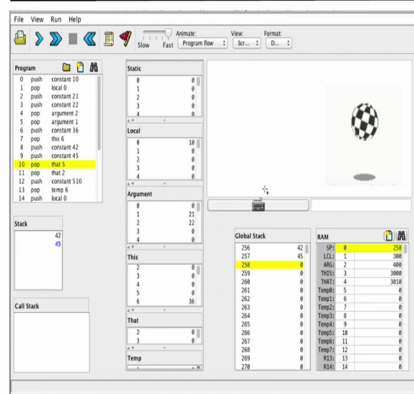 File View Run Help
Animate: View: Format:
Slow Fast Program flow Scr... D...
Program
0 push constant 10
1 pop local 0
2 push constant 21
3 push constant 22
4 pop argument 2
5 pop argument 1
6 push constant 36
7 pop this 6
8 push constant 42
9 push constant 45
10 pop that 5
11 pop that 2
12 push constant 510
13 pop temp 6
14 push local 0
Static
0 0
1 0
2 0
3 0
4 0
Local
0 10
1 0
2 0
3 0
4 0
Argument
0 0
1 21
2 22
3 0
4 0
This
2 0
3 0
4 0
5 0
6 36
That
2 0
3 0
Temp
Stack
42
45
Call Stack
Global Stack
256 42
257 45
258 0
259 0
260 0
261 0
262 0
263 0
264 0
265 0
266 0
267 0
268 0
269 0
270 0
RAM
SP: 0 258
LCL: 1 300
ARG: 2 400
THIS: 3 3000
THAT: 4 3010
Temp0: 5 0
Temp1: 6 0
Temp2: 7 0
Temp3: 8 0
Temp4: 9 0
Temp5: 10 0
Temp6: 11 0
Temp7: 12 0
R13: 13 0
R14: 14 0